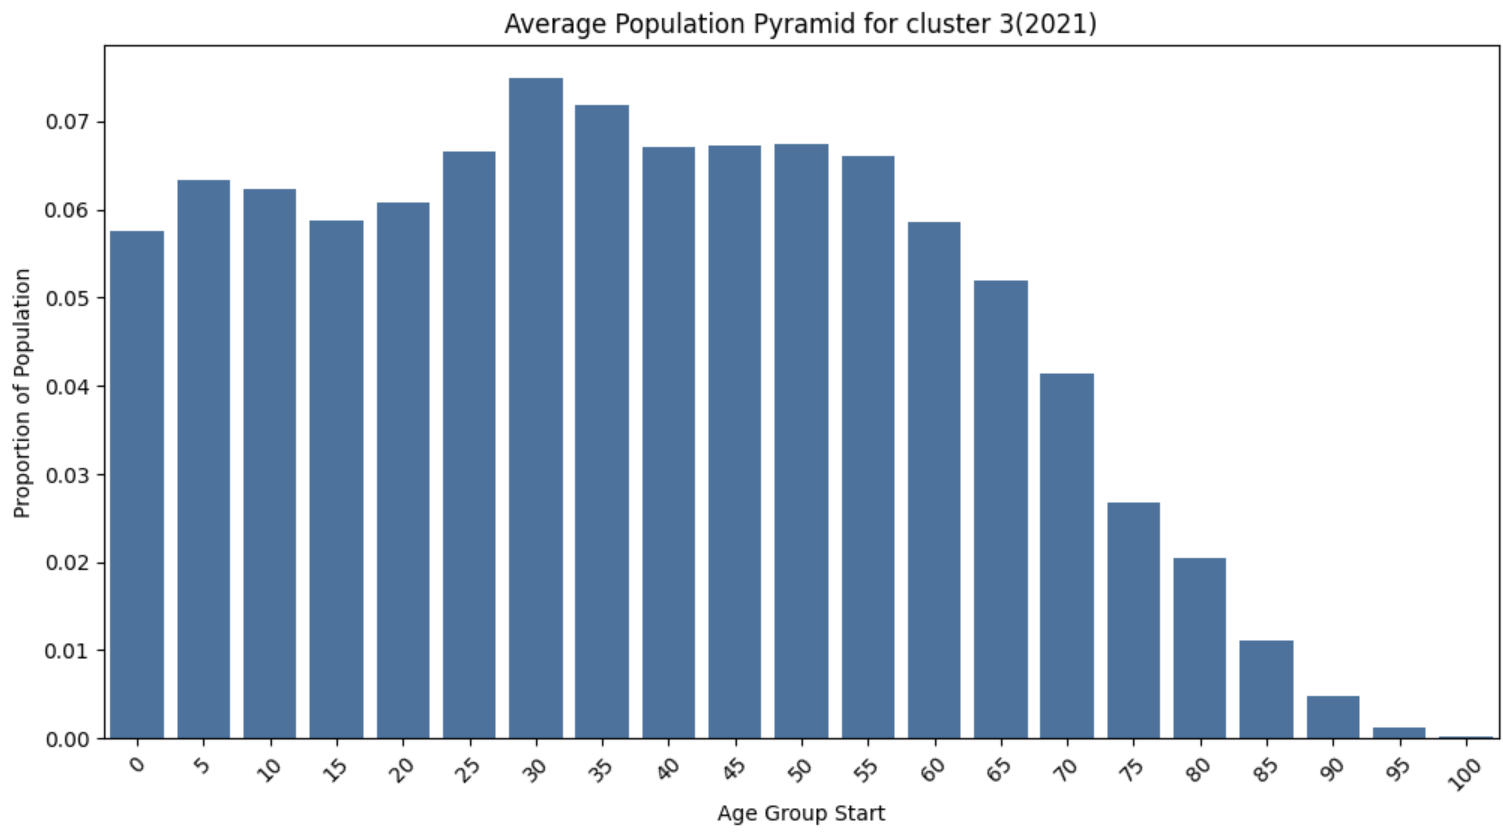 Average Population Pyramid for cluster 3(2021)
Proportion of Population
0.07
0.06
0.05
0.04
0.03
0.02
0.01
0.00
0 5 10 15 20 25 30 35 40 45 50 55 60 65 70 75 80 85 90 95 100
Age Group Start